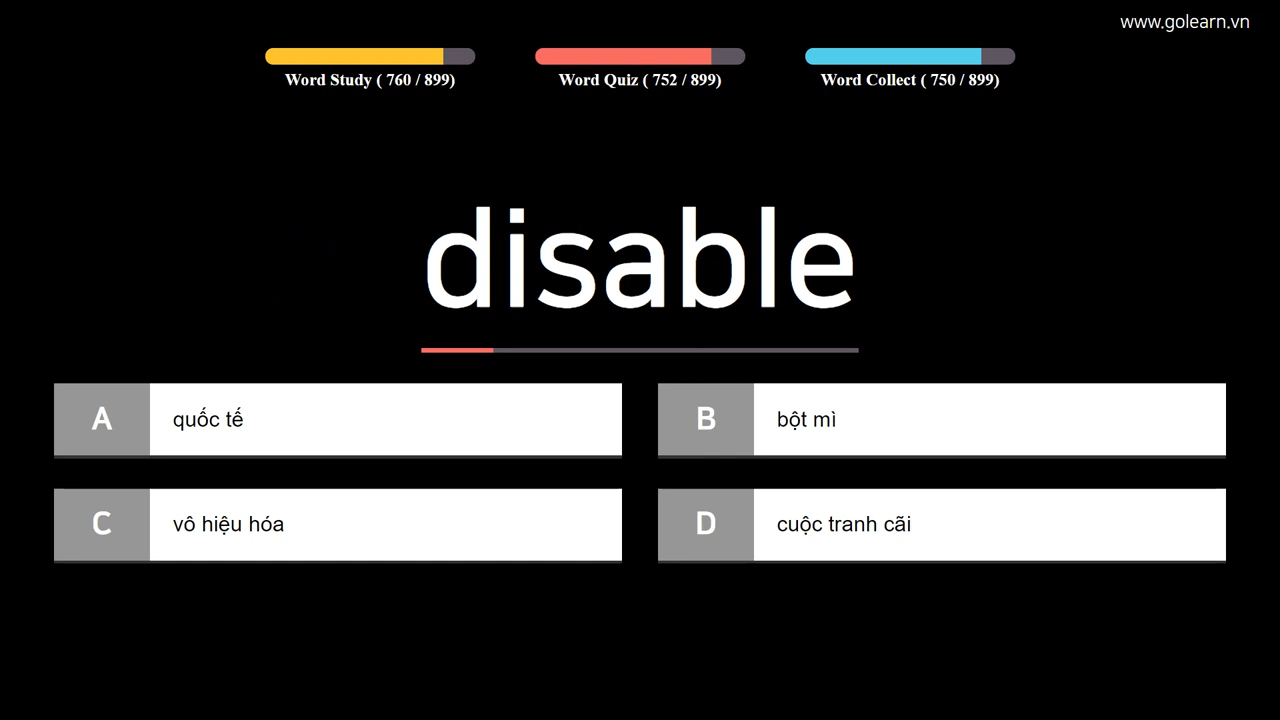 www.golearn.vn
Word Study ( 760 / 899)
Word Quiz ( 752 / 899)
Word Collect ( 750 / 899)
disable
A quốc tế
B bột mì
C vô hiệu hóa
D cuộc tranh cãi